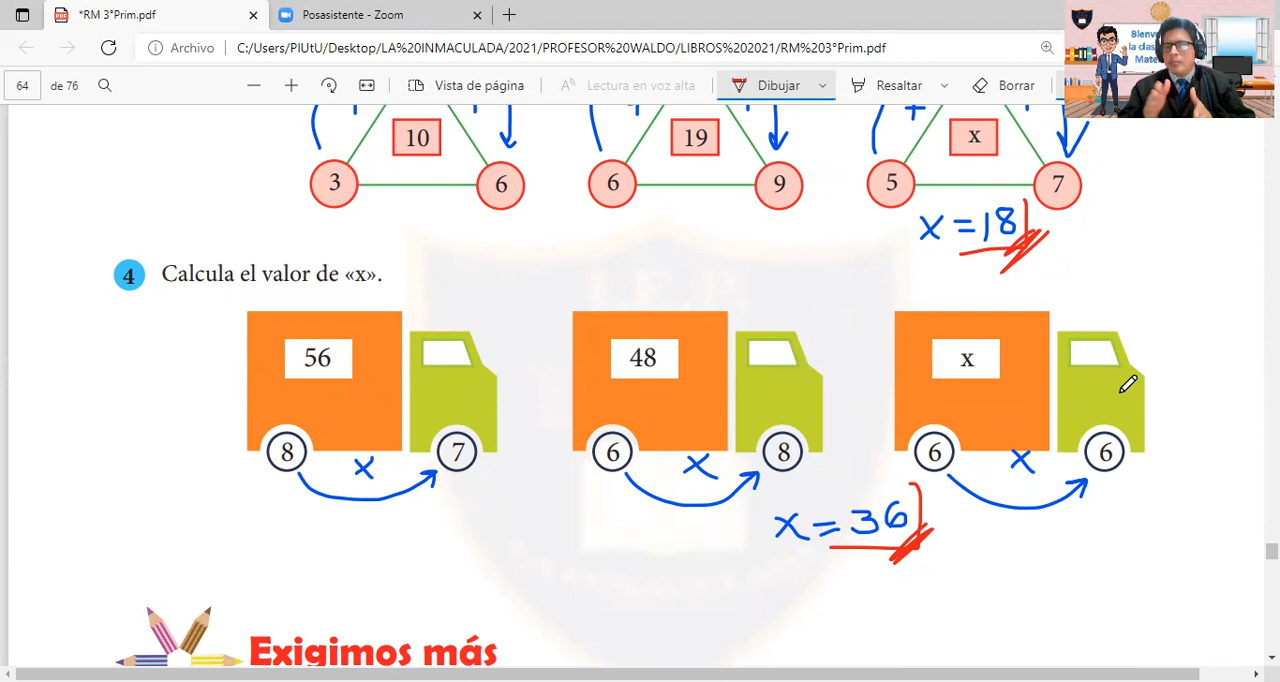 *RM 3°Prim.pdf
Posasistente - Zoom
Archivo
C:/Users/PIUtU/Desktop/LA%20INMACULADA/2021/PROFESOR%20WALDO/LIBROS%202021/RM%203°Prim.pdf
64 de 76
Vista de página
Lectura en voz alta
Dibujar
Resaltar
Borrar
10 19 x
3 6 6 9 5 7
x = 18
4 Calcula el valor de «x».
56 48 x
8 x 7 6 x 8 6 x 6
x = 36
Exigimos más